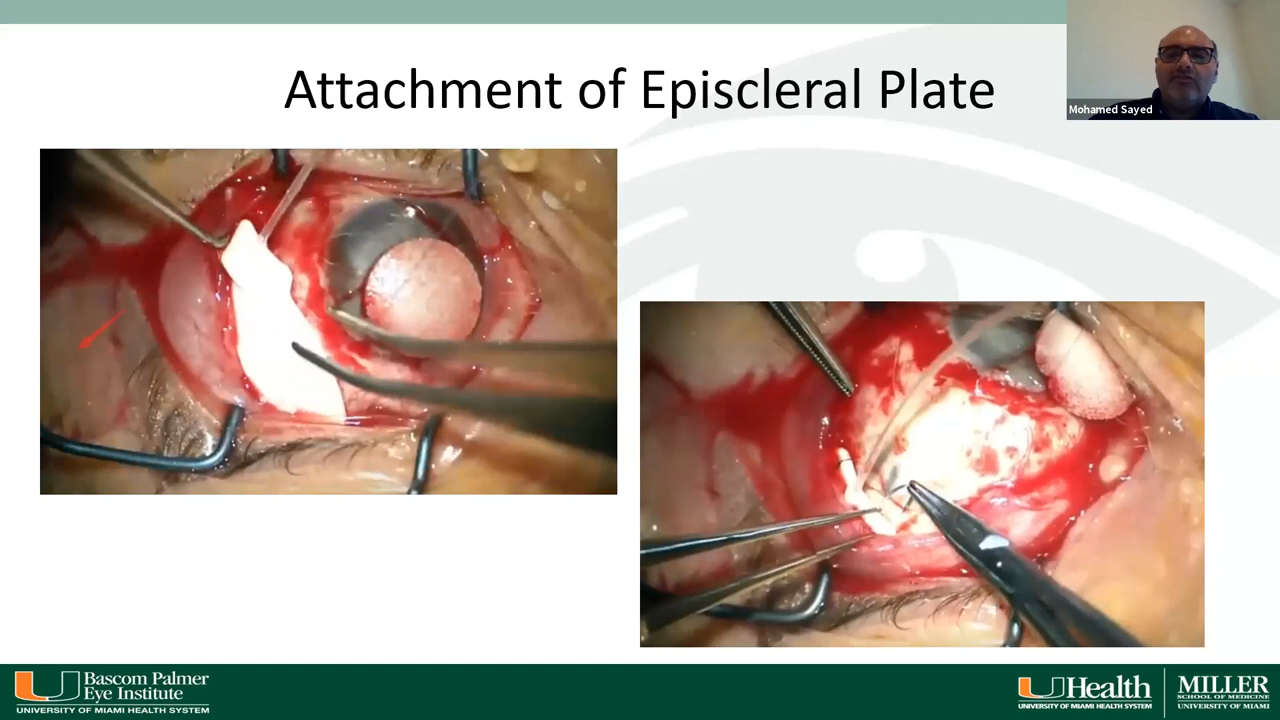 Attachment of Episcleral Plate
Mohamed Sayed
Bascom Palmer
Eye Institute
UNIVERSITY OF MIAMI HEALTH SYSTEM
UHealth
UNIVERSITY OF MIAMI HEALTH SYSTEM
MILLER
SCHOOL OF MEDICINE
UNIVERSITY OF MIAMI